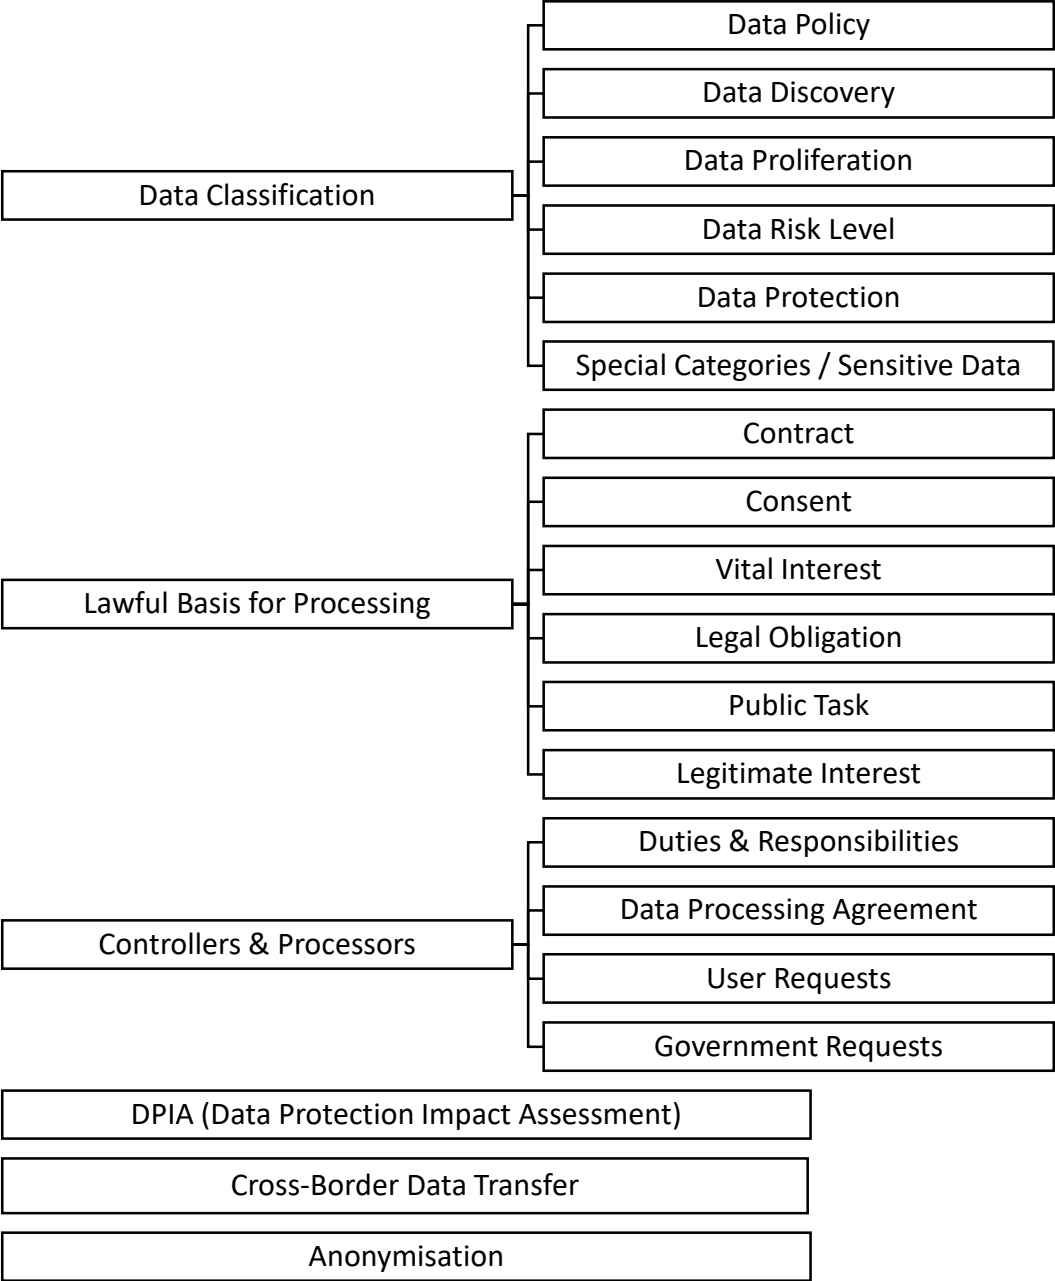 Data Classification
Data Policy
Data Discovery
Data Proliferation
Data Risk Level
Data Protection
Special Categories / Sensitive Data
Lawful Basis for Processing
Contract
Consent
Vital Interest
Legal Obligation
Public Task
Legitimate Interest
Controllers & Processors
Duties & Responsibilities
Data Processing Agreement
User Requests
Government Requests
DPIA (Data Protection Impact Assessment)
Cross-Border Data Transfer
Anonymisation